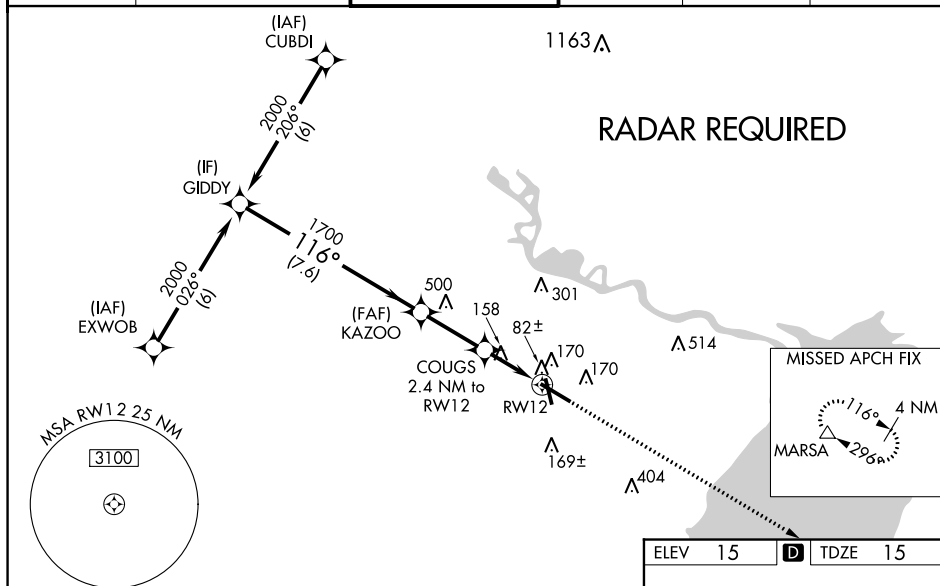 (IAF)
CUBDI
1163
RADAR REQUIRED
2000
206°
(6)
(IF)
GIDDY
1700
116°
(7.6)
2000
026°
(6)
(IAF)
EXWOB
500
301
(FAF)
KAZOO
158
82±
170
514
170
COUGS
2.4 NM to
RW12
RW12
MISSED APCH FIX
116°
4 NM
MARSA
296°
MSA RW12 25 NM
3100
169±
404
ELEV 15 D TDZE 15